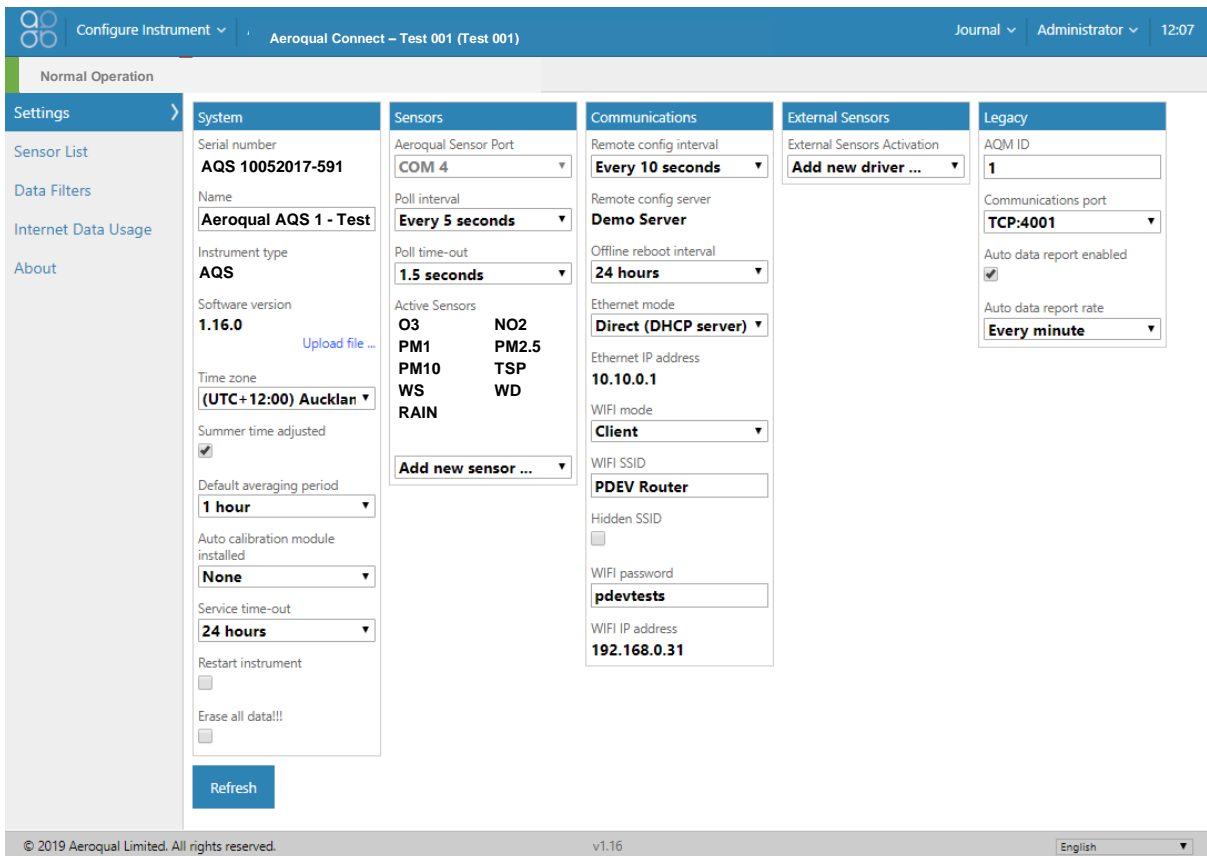 Configure Instrument
Aeroqual Connect – Test 001 (Test 001)
Journal
Administrator
12:07
Normal Operation
Settings
Sensor List
Data Filters
Internet Data Usage
About
System
Serial number
AQS 10052017-591
Name
Aeroqual AQS 1 - Test
Instrument type
AQS
Software version
1.16.0
Upload file ...
Time zone
(UTC+12:00) Aucklan
Summer time adjusted
Default averaging period
1 hour
Auto calibration module
installed
None
Service time-out
24 hours
Restart instrument
Erase all data!!!
Refresh
Sensors
Aeroqual Sensor Port
COM 4
Poll interval
Every 5 seconds
Poll time-out
1.5 seconds
Active Sensors
O3 NO2
PM1 PM2.5
PM10 TSP
WS WD
RAIN
Add new sensor ...
Communications
Remote config interval
Every 10 seconds
Remote config server
Demo Server
Offline reboot interval
24 hours
Ethernet mode
Direct (DHCP server)
Ethernet IP address
10.10.0.1
WIFI mode
Client
WIFI SSID
PDEV Router
Hidden SSID
WIFI password
pdevtests
WIFI IP address
192.168.0.31
External Sensors
External Sensors Activation
Add new driver ...
Legacy
AQM ID
1
Communications port
TCP:4001
Auto data report enabled
Auto data report rate
Every minute
© 2019 Aeroqual Limited. All rights reserved.
v1.16
English